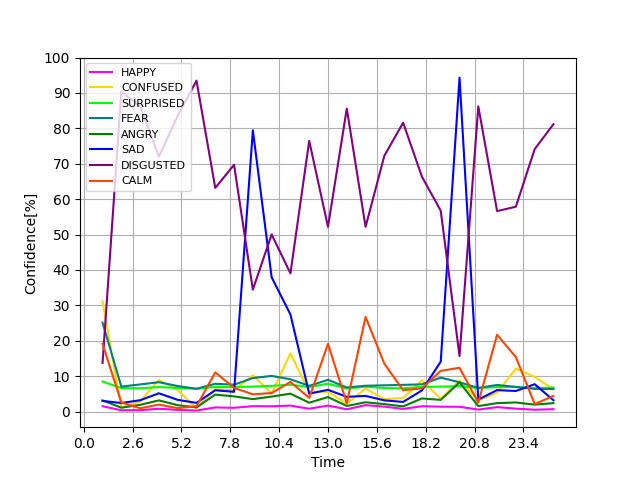 100
90
80
70
60
50
40
30
20
10
0
Confidence[%]
HAPPY
CONFUSED
SURPRISED
FEAR
ANGRY
SAD
DISGUSTED
CALM
0.0 2.6 5.2 7.8 10.4 13.0 15.6 18.2 20.8 23.4
Time